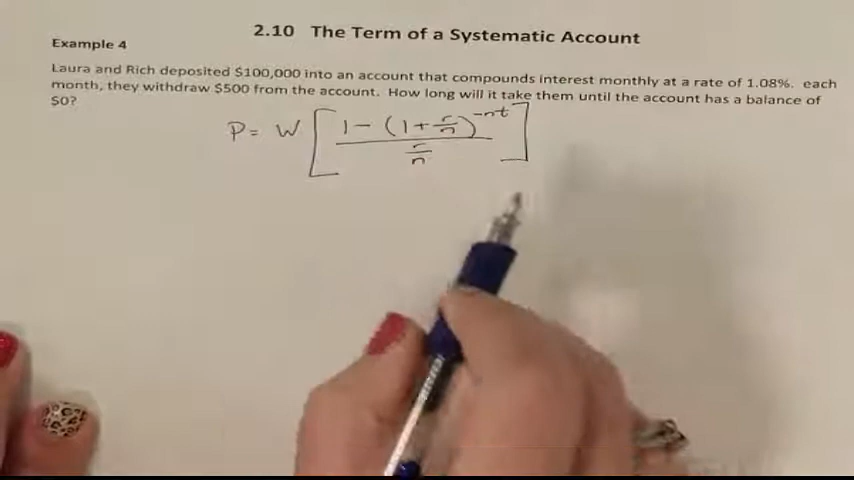 2.10 The Term of a Systematic Account
Example 4
Laura and Rich deposited $100,000 into an account that compounds interest monthly at a rate of 1.08%. each
month, they withdraw $500 from the account. How long will it take them until the account has a balance of
$0?
P = W [ 1 - (1 + r/n)^-nt / r/n ]